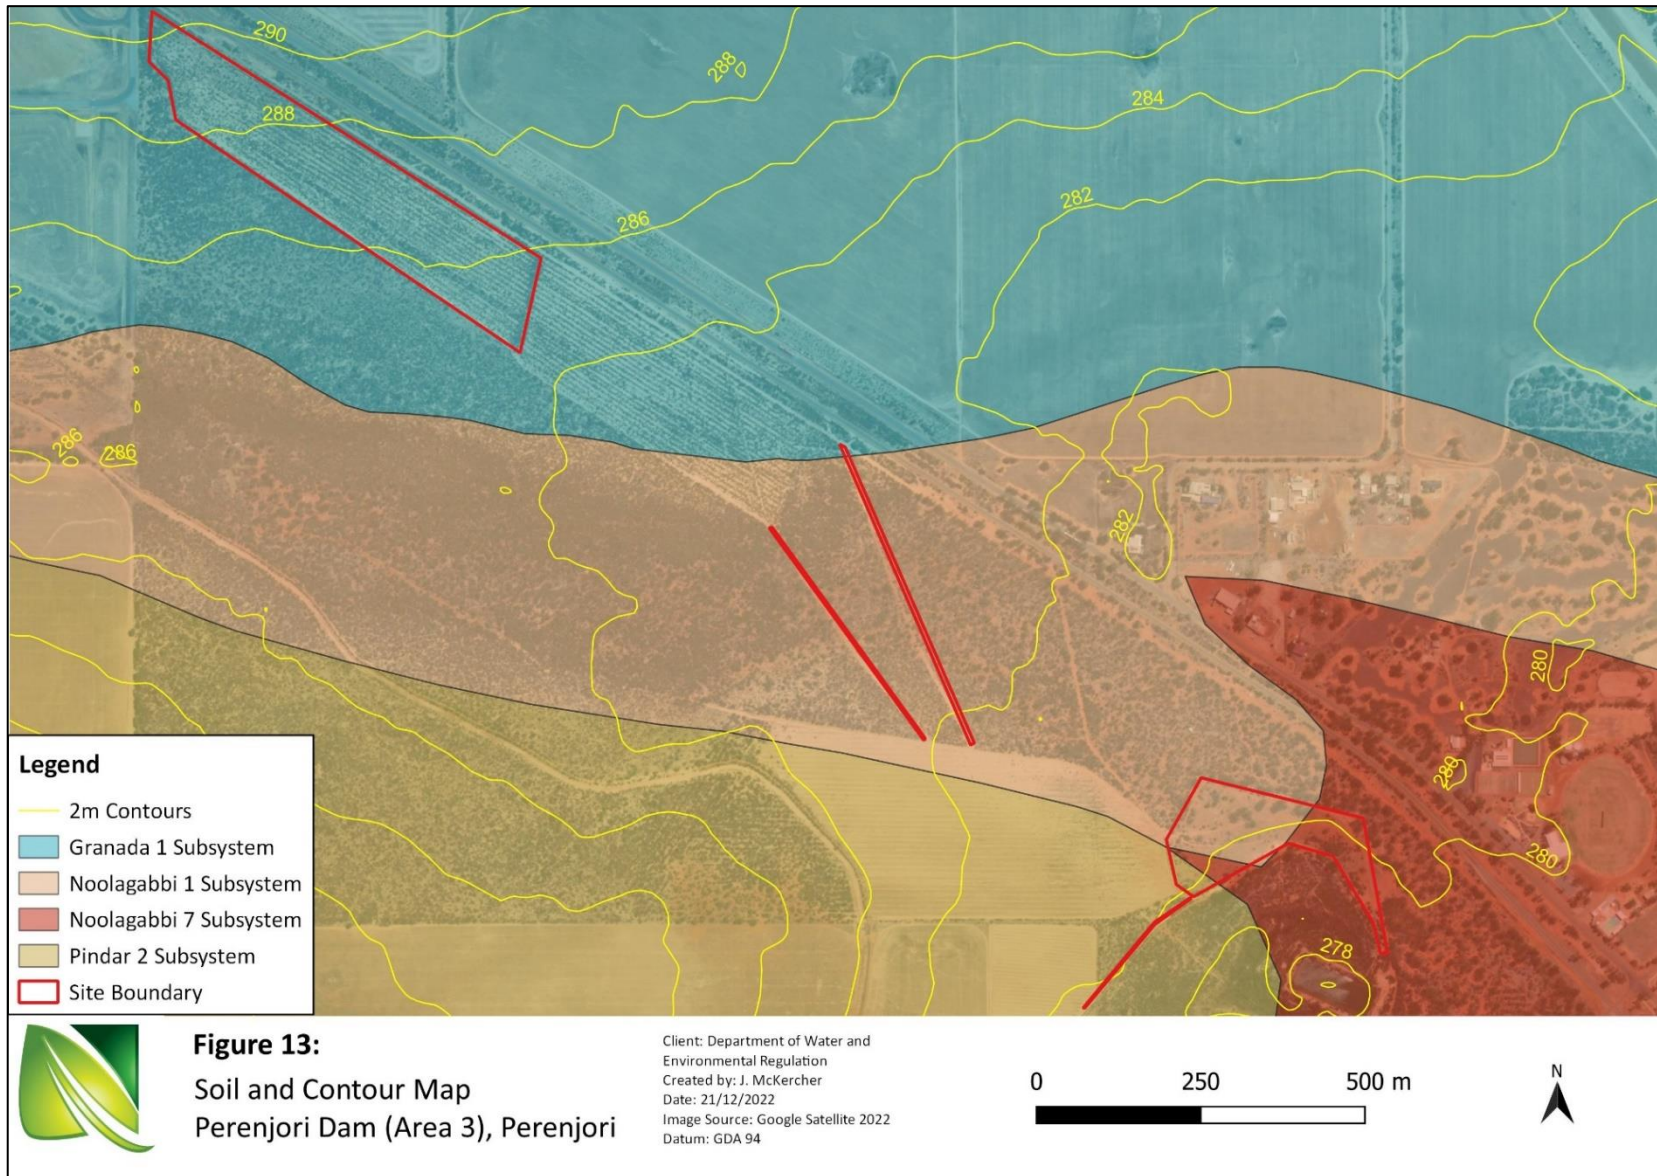 290
288
288
284
282
286
286
286
282
280
280
280
278
Legend
2m Contours
Granada 1 Subsystem
Noolagabbi 1 Subsystem
Noolagabbi 7 Subsystem
Pindar 2 Subsystem
Site Boundary
Figure 13:
Soil and Contour Map
Perenjori Dam (Area 3), Perenjori
Client: Department of Water and
Environmental Regulation
Created by: J. McKercher
Date: 21/12/2022
Image Source: Google Satellite 2022
Datum: GDA 94
0 250 500 m
N